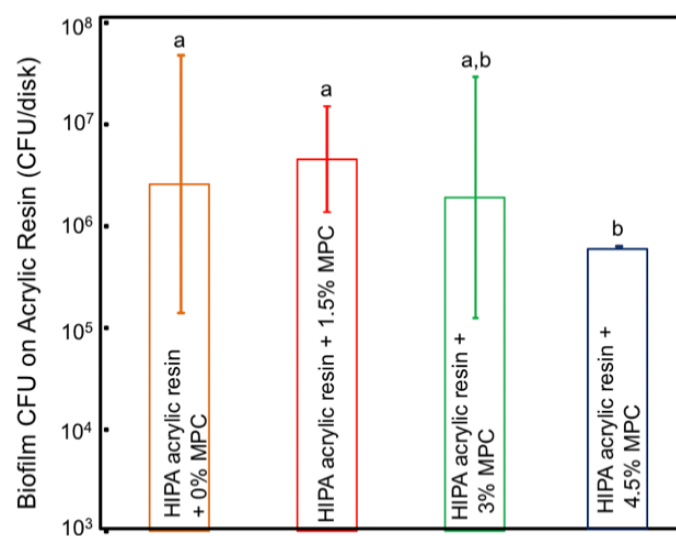 Biofilm CFU on Acrylic Resin (CFU/disk)
10⁸
10⁷
10⁶
10⁵
10⁴
10³
a
a
a,b
b
HIPA acrylic resin
+ 0% MPC
HIPA acrylic resin + 1.5% MPC
HIPA acrylic resin +
3% MPC
HIPA acrylic resin +
4.5% MPC